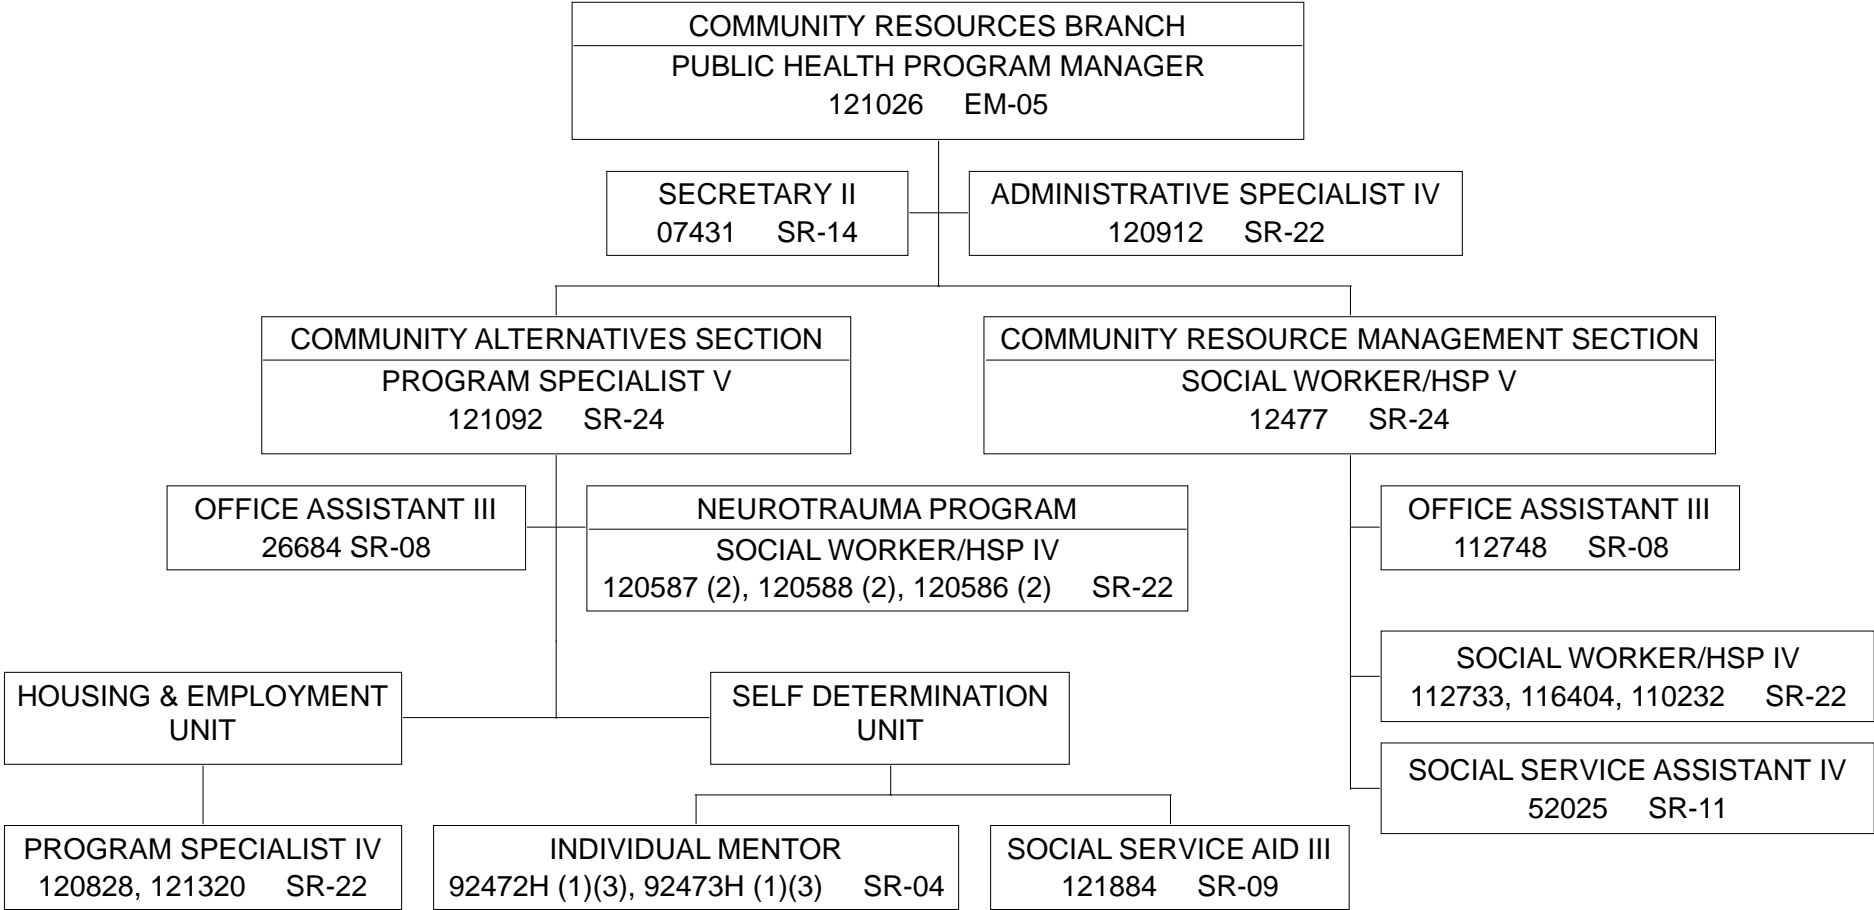 COMMUNITY RESOURCES BRANCH
PUBLIC HEALTH PROGRAM MANAGER
121026 EM-05
SECRETARY II
07431 SR-14
ADMINISTRATIVE SPECIALIST IV
120912 SR-22
COMMUNITY ALTERNATIVES SECTION
PROGRAM SPECIALIST V
121092 SR-24
COMMUNITY RESOURCE MANAGEMENT SECTION
SOCIAL WORKER/HSP V
12477 SR-24
OFFICE ASSISTANT III
26684 SR-08
NEUROTRAUMA PROGRAM
SOCIAL WORKER/HSP IV
120587 (2), 120588 (2), 120586 (2) SR-22
OFFICE ASSISTANT III
112748 SR-08
SOCIAL WORKER/HSP IV
112733, 116404, 110232 SR-22
HOUSING & EMPLOYMENT
UNIT
SELF DETERMINATION
UNIT
SOCIAL SERVICE ASSISTANT IV
52025 SR-11
PROGRAM SPECIALIST IV
120828, 121320 SR-22
INDIVIDUAL MENTOR
92472H (1)(3), 92473H (1)(3) SR-04
SOCIAL SERVICE AID III
121884 SR-09